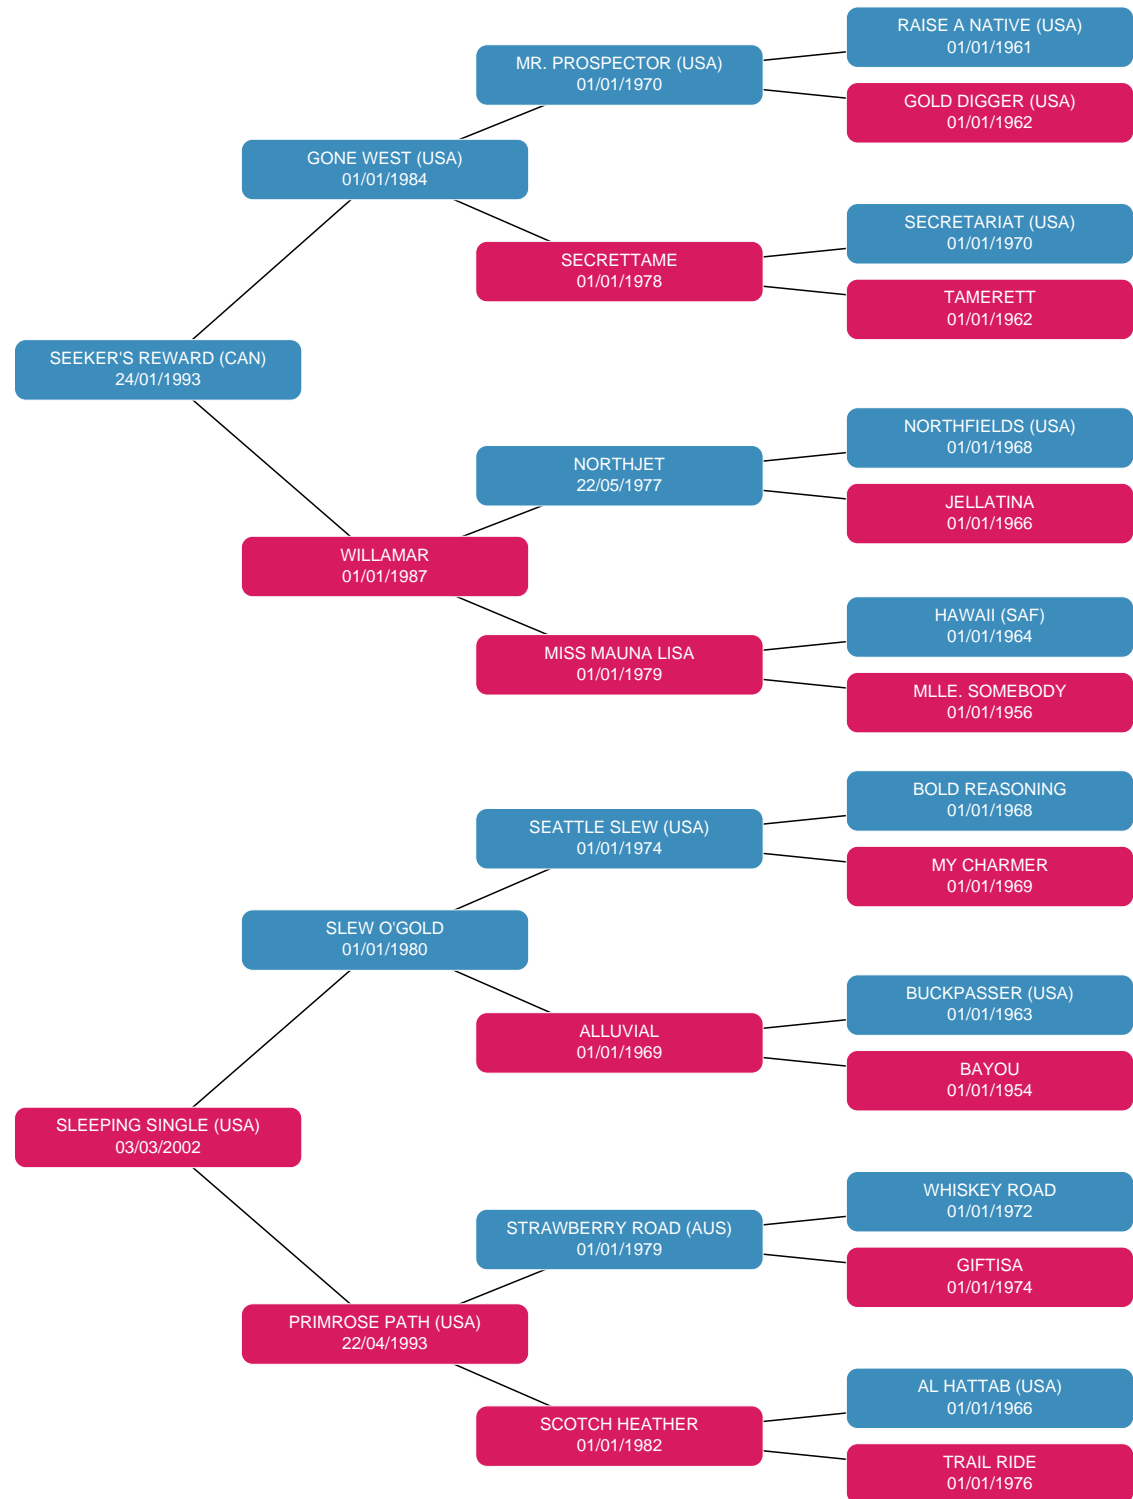 RAISE A NATIVE (USA)
01/01/1961
MR. PROSPECTOR (USA)
01/01/1970
GOLD DIGGER (USA)
01/01/1962
GONE WEST (USA)
01/01/1984
SECRETARIAT (USA)
01/01/1970
SECRETTAME
01/01/1978
TAMERETT
01/01/1962
SEEKER'S REWARD (CAN)
24/01/1993
NORTHFIELDS (USA)
01/01/1968
NORTHJET
22/05/1977
JELLATINA
01/01/1966
WILLAMAR
01/01/1987
HAWAII (SAF)
01/01/1964
MISS MAUNA LISA
01/01/1979
MLLE. SOMEBODY
01/01/1956
BOLD REASONING
01/01/1968
SEATTLE SLEW (USA)
01/01/1974
MY CHARMER
01/01/1969
SLEW O'GOLD
01/01/1980
BUCKPASSER (USA)
01/01/1963
ALLUVIAL
01/01/1969
BAYOU
01/01/1954
SLEEPING SINGLE (USA)
03/03/2002
WHISKEY ROAD
01/01/1972
STRAWBERRY ROAD (AUS)
01/01/1979
GIFTISA
01/01/1974
PRIMROSE PATH (USA)
22/04/1993
AL HATTAB (USA)
01/01/1966
SCOTCH HEATHER
01/01/1982
TRAIL RIDE
01/01/1976